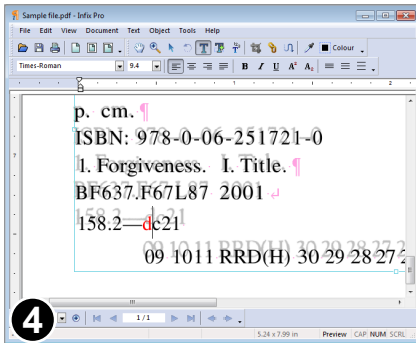 Sample file.pdf - Infix Pro
File Edit View Document Text Object Tools Help
Colour
Times-Roman 9.4 B I U A² A₂
p. cm. ¶
ISBN: 978-0-06-251721-0
1. Forgiveness. I. Title. ¶
BF637.F67L87 2001 ↵
158.2—dc21
09 10 11 RRD(H) 30 29 28 27 2
4
1/1
5.24 x 7.99 in Preview CAP NUM SCRL